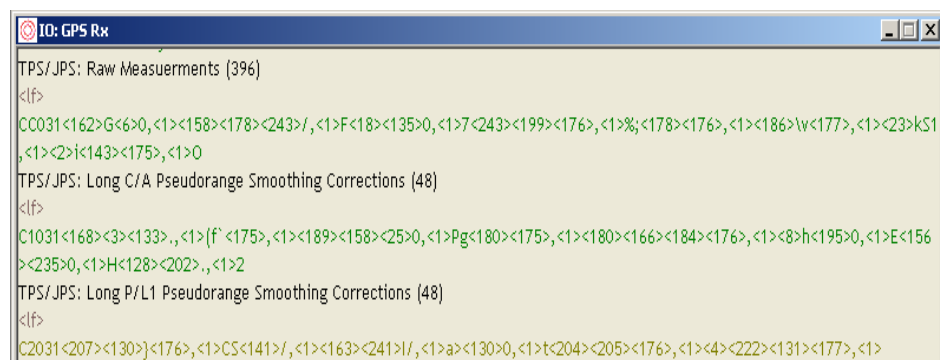 IO: GPS Rx
TPS/JPS: Raw Measuerments (396)
<lf>
CC031<162>G<6>0,<1><158><178><243>/,<1>F<18><135>0,<1>7<243><199><176>,<1>%;<178><176>,<1><186>\v<177>,<1><23>kS1
,<1><2>i<143><175>,<1>0
TPS/JPS: Long C/A Pseudorange Smoothing Corrections (48)
<lf>
C1031<168><3><133>.,<1>(f`<175>,<1><189><158><25>0,<1>Pg<180><175>,<1><180><166><184><176>,<1><8>h<195>0,<1>E<156
><235>0,<1>H<128><202>.,<1>2
TPS/JPS: Long P/L1 Pseudorange Smoothing Corrections (48)
<lf>
C2031<207><130>}<176>,<1>CS<141>/,<1><163><241>I/,<1>a><130>0,<1>t<204><205><176>,<1><4><222><131><177>,<1>